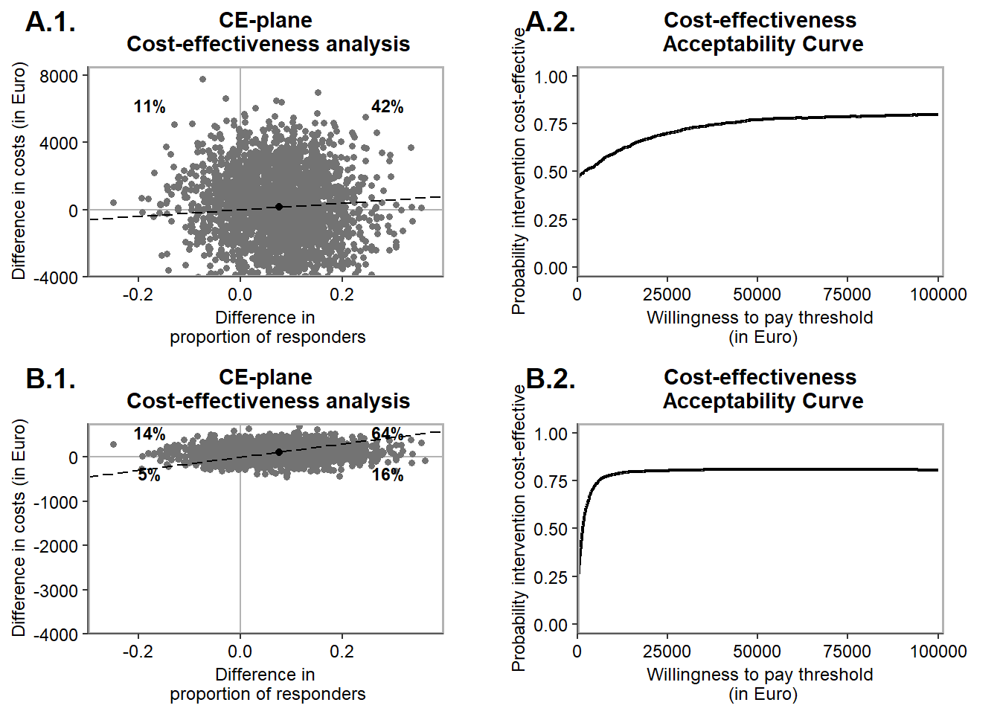 A.1.
CE-plane
Cost-effectiveness analysis
Difference in costs (in Euro)
8000
4000
0
-4000
11%
42%
-0.2
0.0
0.2
Difference in
proportion of responders
A.2.
Cost-effectiveness
Acceptability Curve
Probability intervention cost-effective
1.00
0.75
0.50
0.25
0.00
0
25000
50000
75000
100000
Willingness to pay threshold
(in Euro)
B.1.
CE-plane
Cost-effectiveness analysis
Difference in costs (in Euro)
0
-1000
-2000
-3000
-4000
14%
64%
5%
16%
-0.2
0.0
0.2
Difference in
proportion of responders
B.2.
Cost-effectiveness
Acceptability Curve
Probability intervention cost-effective
1.00
0.75
0.50
0.25
0.00
0
25000
50000
75000
100000
Willingness to pay threshold
(in Euro)